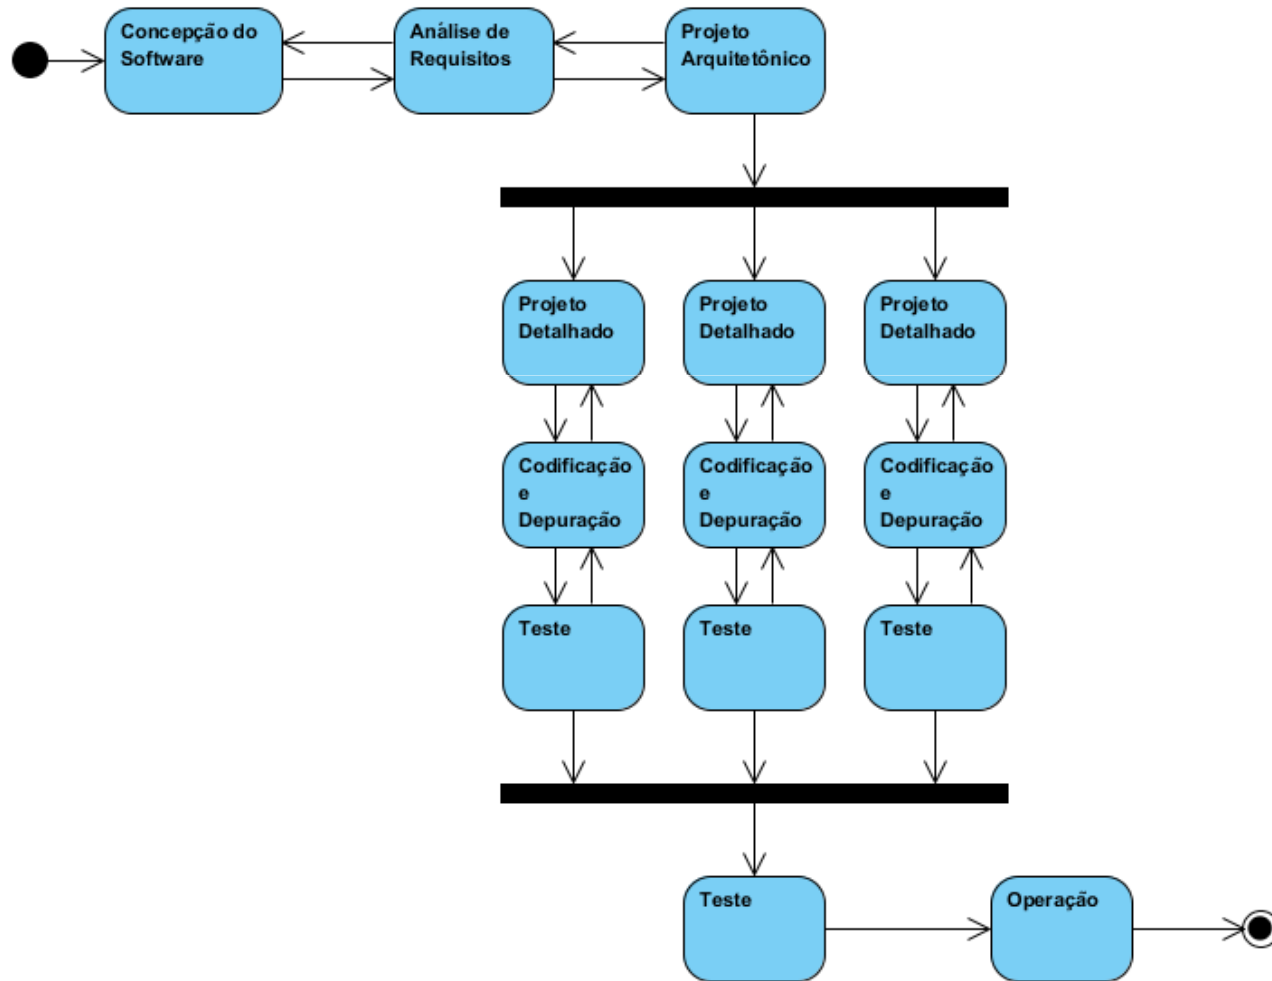 Concepção do
Software
Análise de
Requisitos
Projeto
Arquitetônico
Projeto
Detalhado
Projeto
Detalhado
Projeto
Detalhado
Codificação
e
Depuração
Codificação
e
Depuração
Codificação
e
Depuração
Teste
Teste
Teste
Teste
Operação